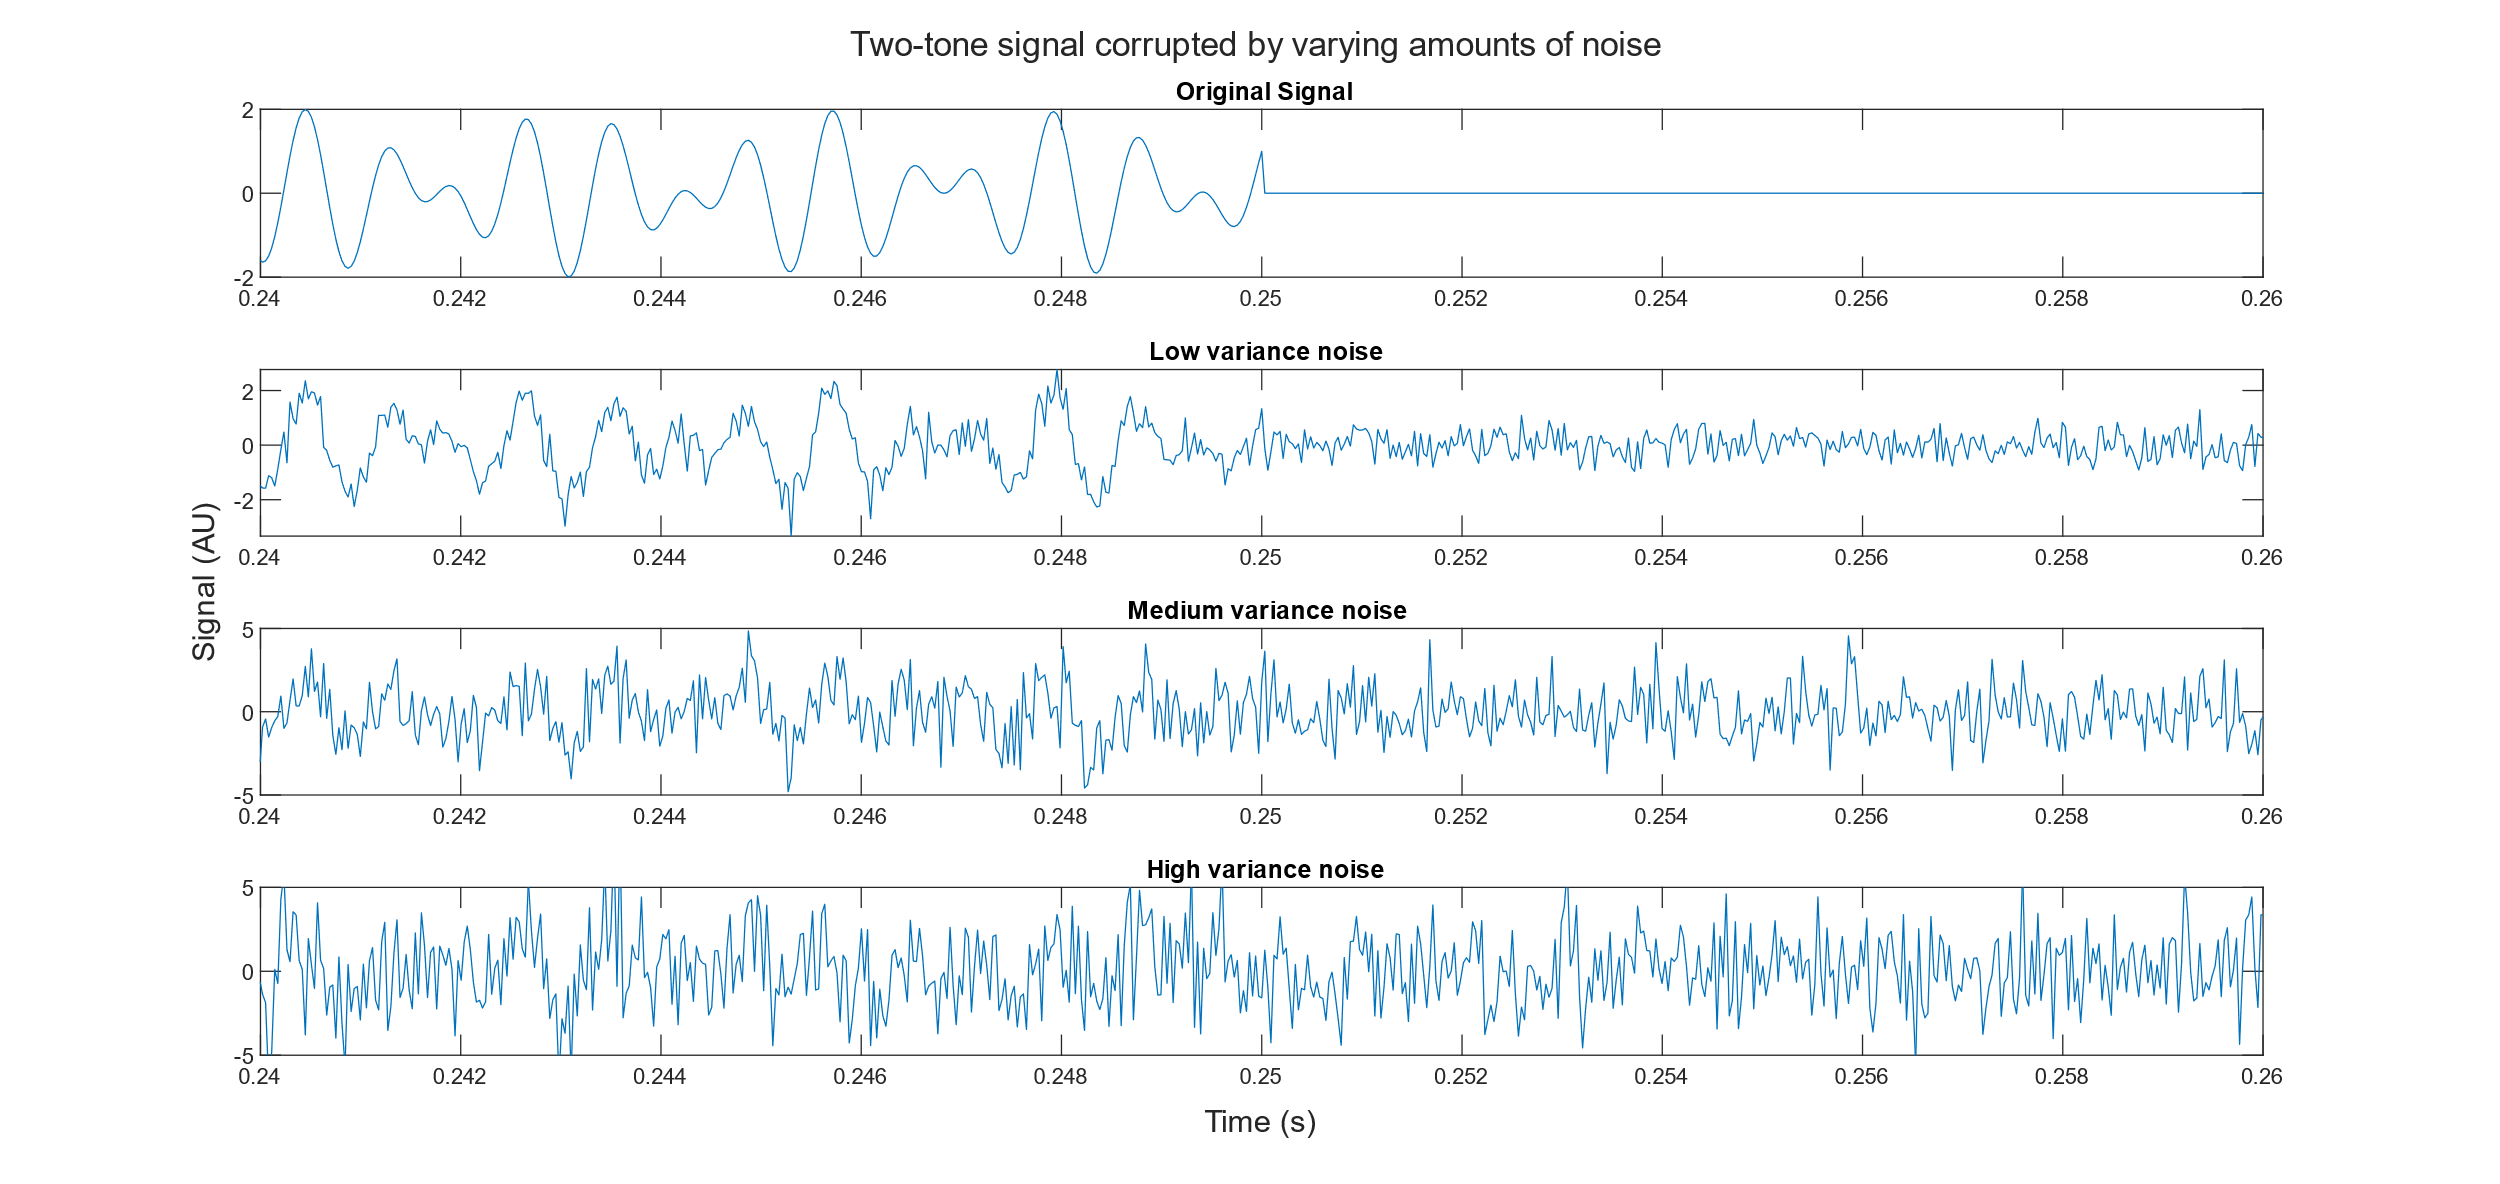 Two-tone signal corrupted by varying amounts of noise
Original Signal
2
0
-2
0.24 0.242 0.244 0.246 0.248 0.25 0.252 0.254 0.256 0.258 0.26
Low variance noise
2
0
-2
0.24 0.242 0.244 0.246 0.248 0.25 0.252 0.254 0.256 0.258 0.26
Signal (AU)
Medium variance noise
5
0
-5
0.24 0.242 0.244 0.246 0.248 0.25 0.252 0.254 0.256 0.258 0.26
High variance noise
5
0
-5
0.24 0.242 0.244 0.246 0.248 0.25 0.252 0.254 0.256 0.258 0.26
Time (s)